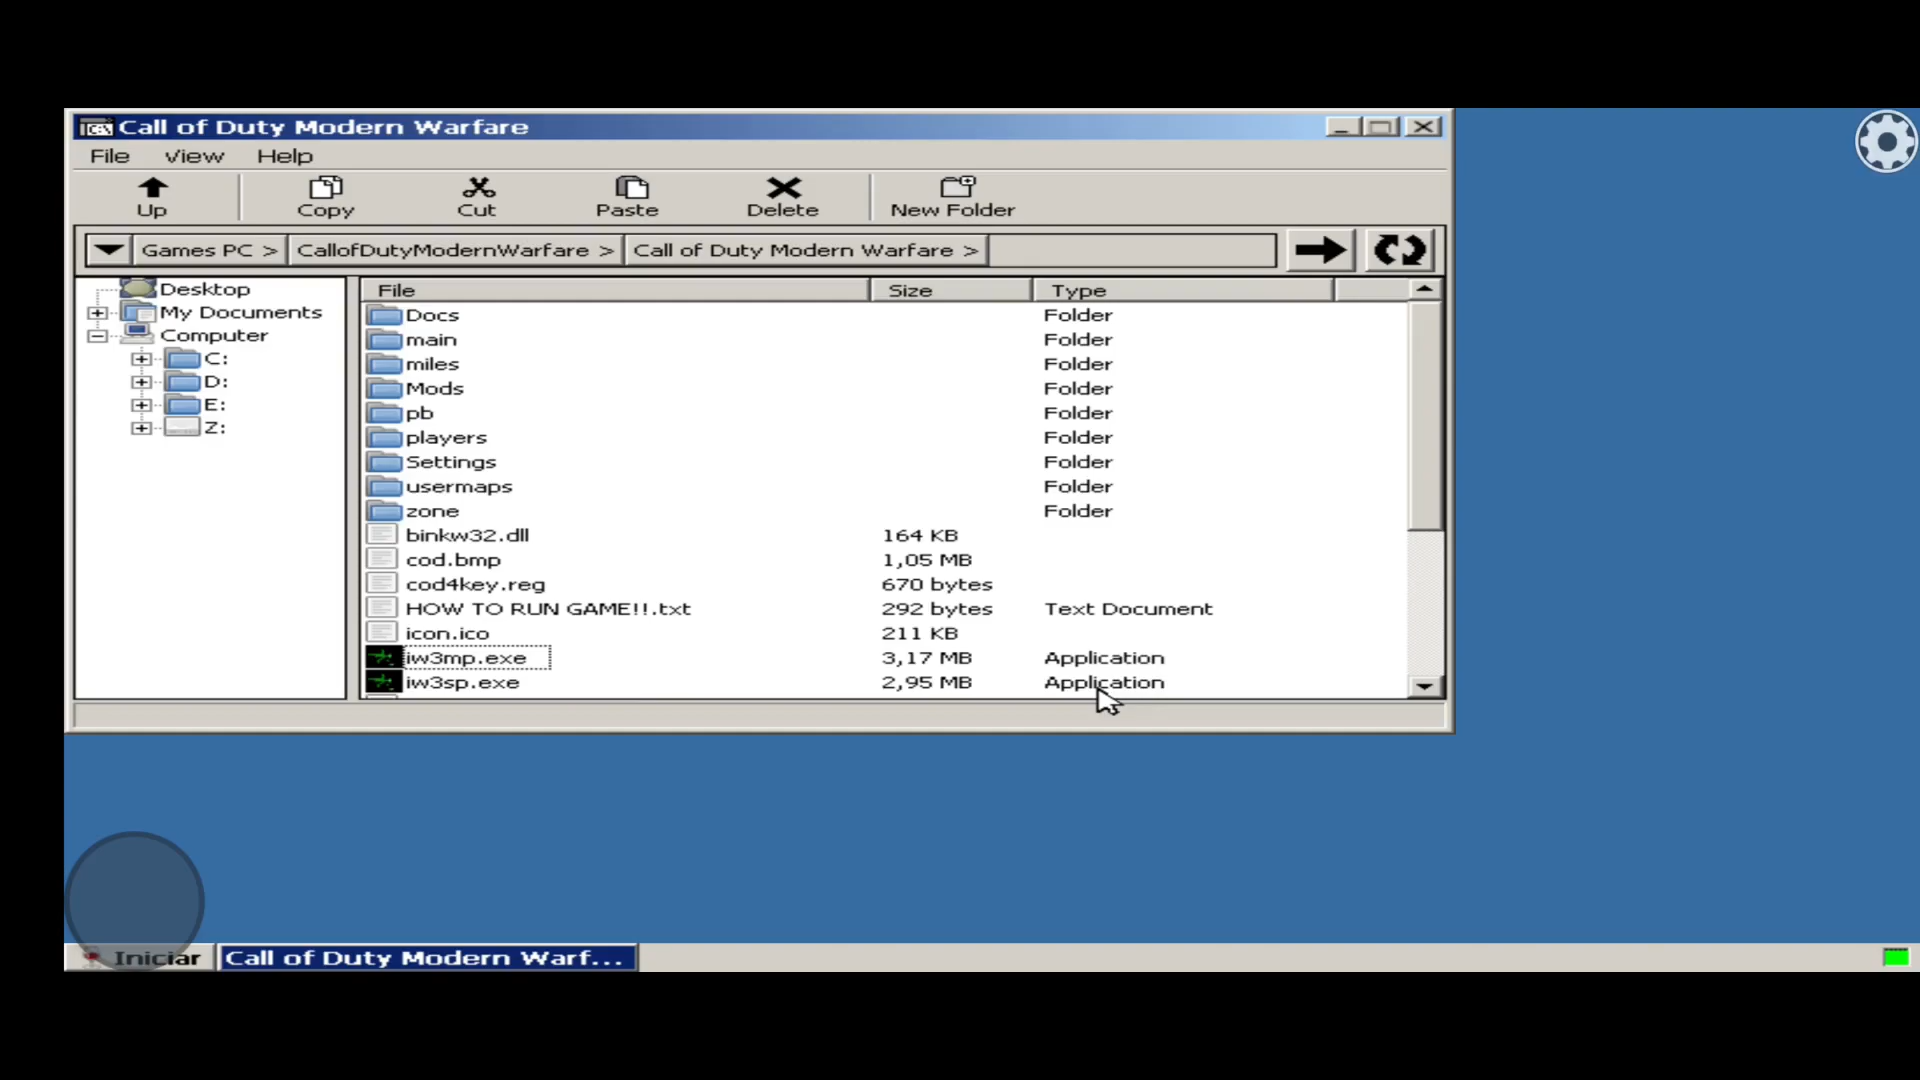 Call of Duty Modern Warfare
File View Help
Up Copy Cut Paste Delete New Folder
Games PC > CallofDutyModernWarfare > Call of Duty Modern Warfare >
Desktop
My Documents
Computer
C:
D:
E:
Z:
File Size Type
Docs Folder
main Folder
miles Folder
Mods Folder
pb Folder
players Folder
Settings Folder
usermaps Folder
zone Folder
binkw32.dll 164 KB
cod.bmp 1,05 MB
cod4key.reg 670 bytes
HOW TO RUN GAME!!.txt 292 bytes Text Document
icon.ico 211 KB
iw3mp.exe 3,17 MB Application
iw3sp.exe 2,95 MB Application
Iniciar Call of Duty Modern Warf...